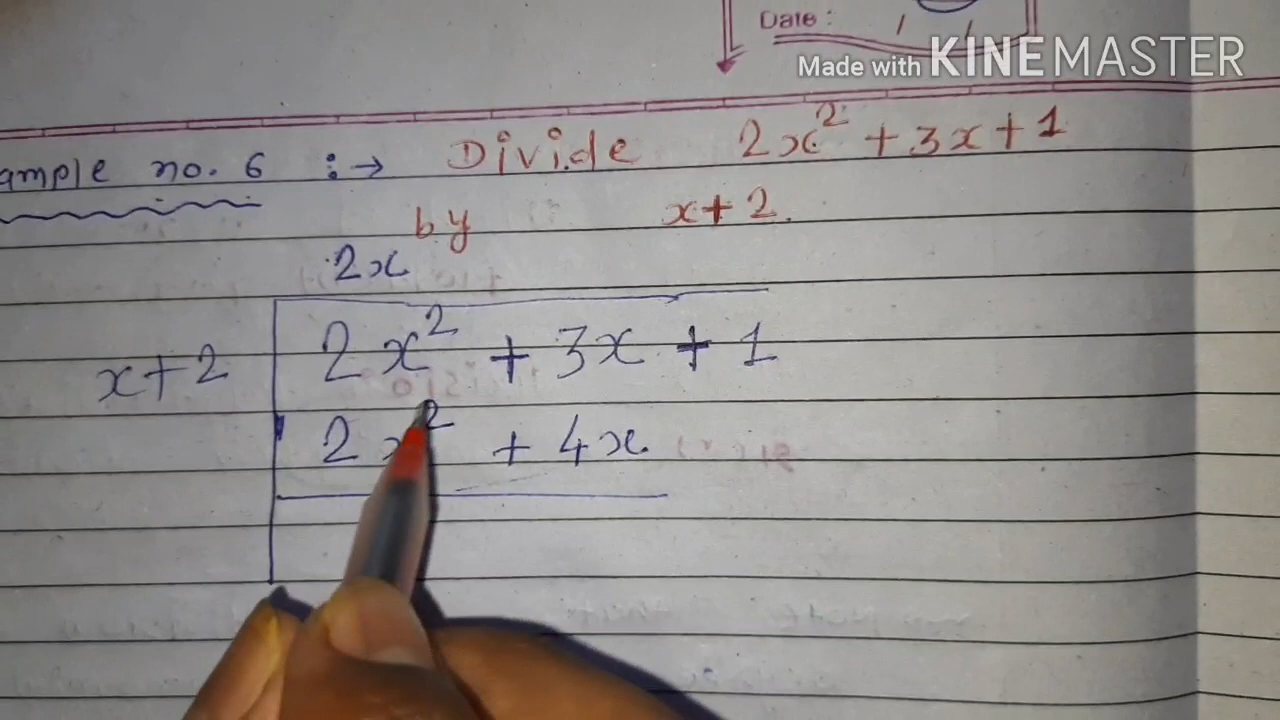 Date :
Made with KINEMASTER
ample no. 6 :→ Divide 2x² + 3x + 1
by x + 2.
2x
x+2 2x² + 3x + 1
2x² + 4x